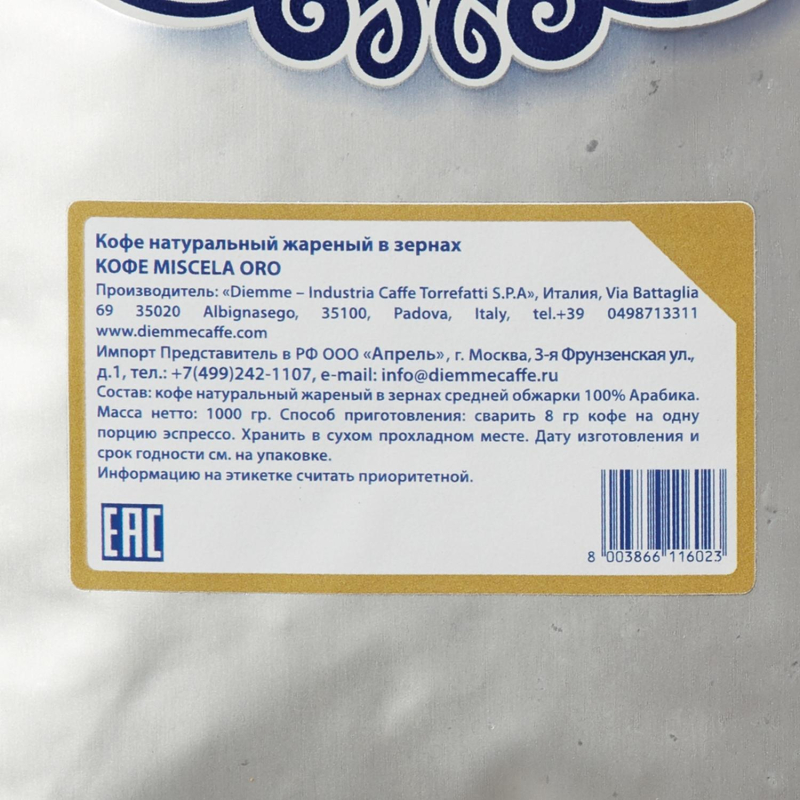 Кофе натуральный жареный в зернах
КОФЕ MISCELA ORO
Производитель: «Diemme – Industria Caffe Torrefatti S.P.A», Италия, Via Battaglia
69 35020 Albignasego, 35100, Padova, Italy, tel.+39 0498713311
www.diemmecaffe.com
Импорт Представитель в РФ ООО «Апрель», г. Москва, 3-я Фрунзенская ул.,
д.1, тел.: +7(499)242-1107, e-mail: info@diemmecaffe.ru
Состав: кофе натуральный жареный в зернах средней обжарки 100% Арабика.
Масса нетто: 1000 гр. Способ приготовления: сварить 8 гр кофе на одну
порцию эспрессо. Хранить в сухом прохладном месте. Дату изготовления и
срок годности см. на упаковке.
Информацию на этикетке считать приоритетной.
EAC
8 003866 116023